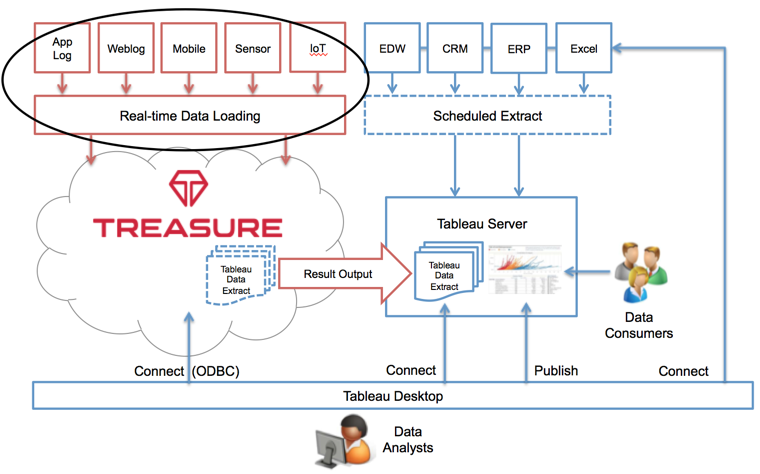 App
Log
Weblog
Mobile
Sensor
IoT
EDW
CRM
ERP
Excel
Real-time Data Loading
Scheduled Extract
TREASURE
Tableau
Data
Extract
Result Output
Tableau Server
Tableau
Data
Extract
Data
Consumers
Connect (ODBC)
Connect
Publish
Connect
Tableau Desktop
Data
Analysts